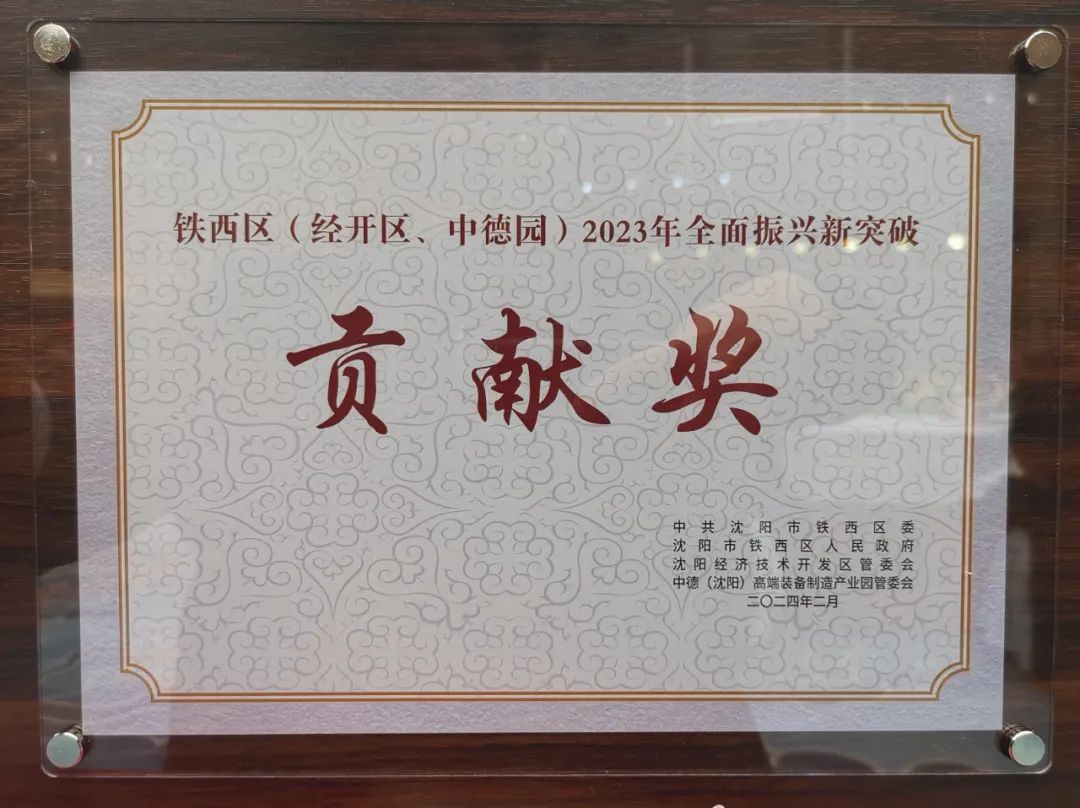 铁西区（经开区、中德园）2023年全面振兴新突破
贡献奖
中共沈阳市铁西区委
沈阳市铁西区人民政府
沈阳经济技术开发区管委会
中德（沈阳）高端装备制造产业园管委会
二〇二四年二月